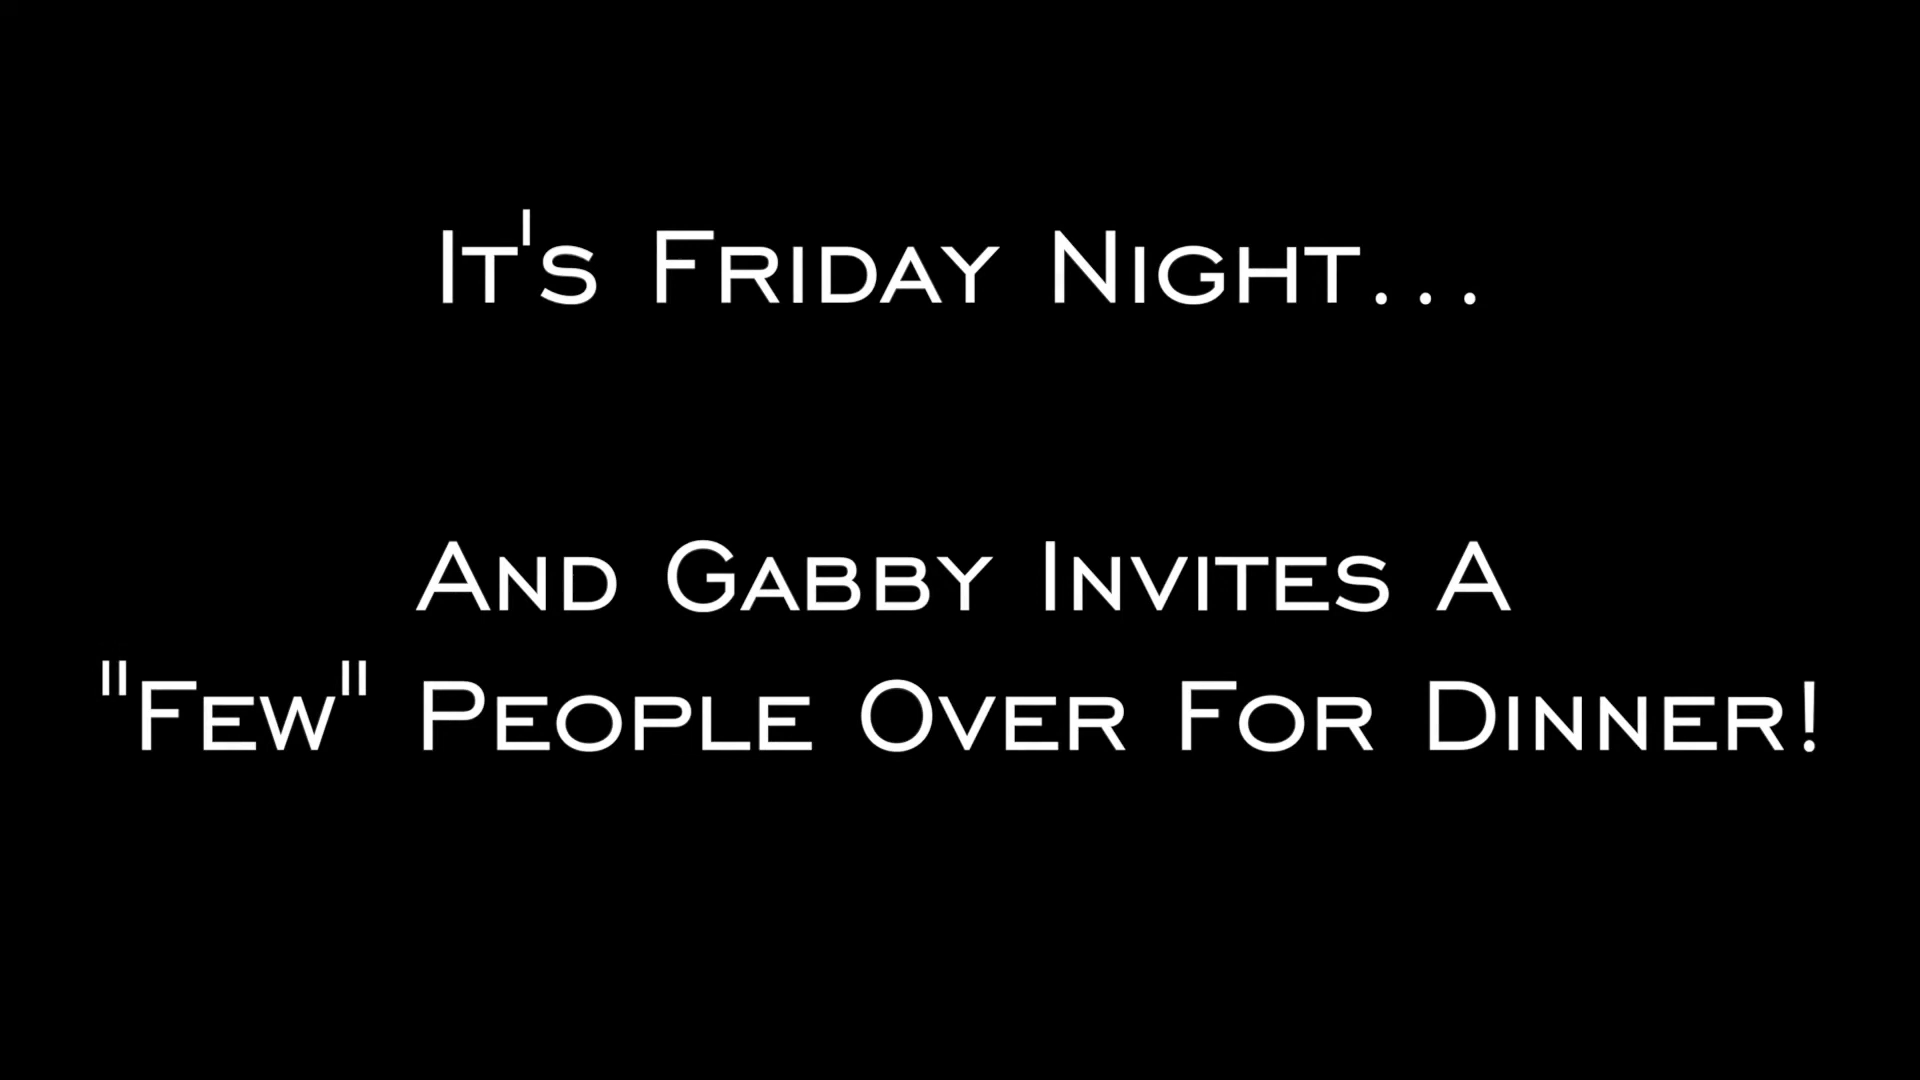 It's Friday Night...
And Gabby Invites A
"Few" People Over For Dinner!